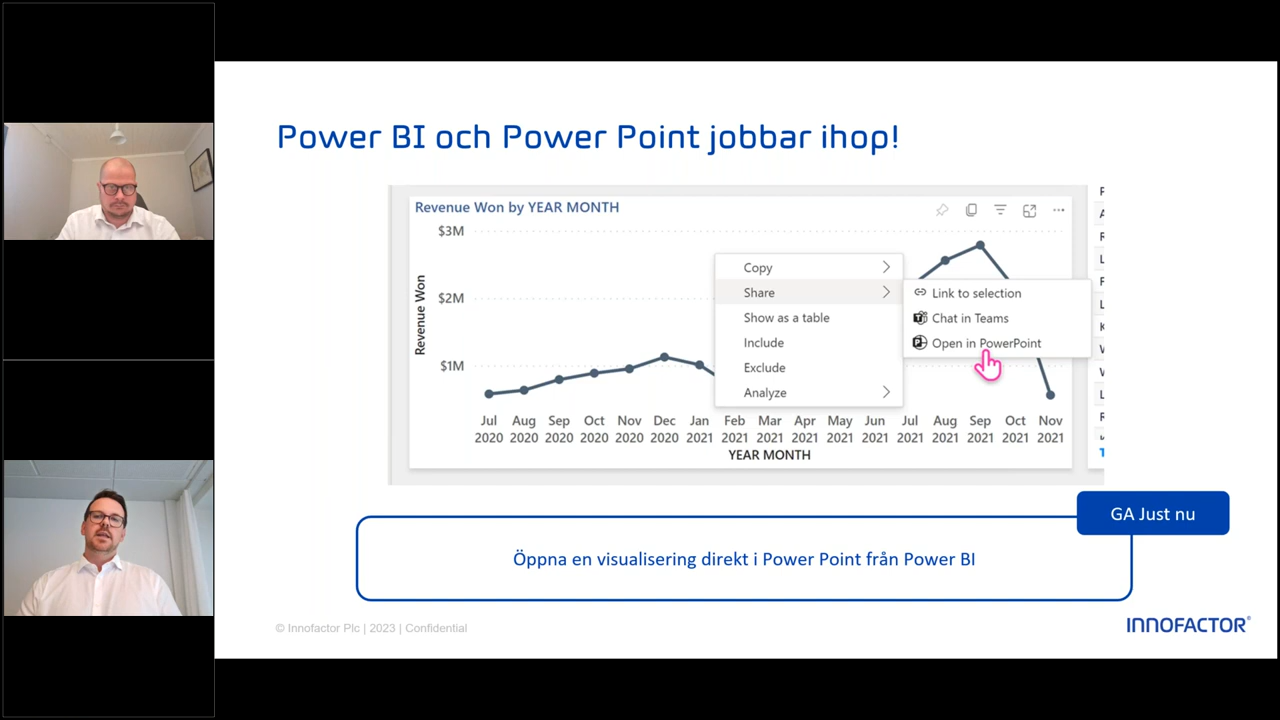 Power BI och Power Point jobbar ihop!
Revenue Won by YEAR MONTH
$3M
$2M
$1M
Revenue Won
Copy
Share
Show as a table
Include
Exclude
Analyze
Link to selection
Chat in Teams
Open in PowerPoint
Jul Aug Sep Oct Nov Dec Jan Feb Mar Apr May Jun Jul Aug Sep Oct Nov
2020 2020 2020 2020 2020 2020 2021 2021 2021 2021 2021 2021 2021 2021 2021 2021 2021
YEAR MONTH
GA Just nu
Öppna en visualisering direkt i Power Point från Power BI
© Innofactor Plc | 2023 | Confidential
INNOFACTOR®